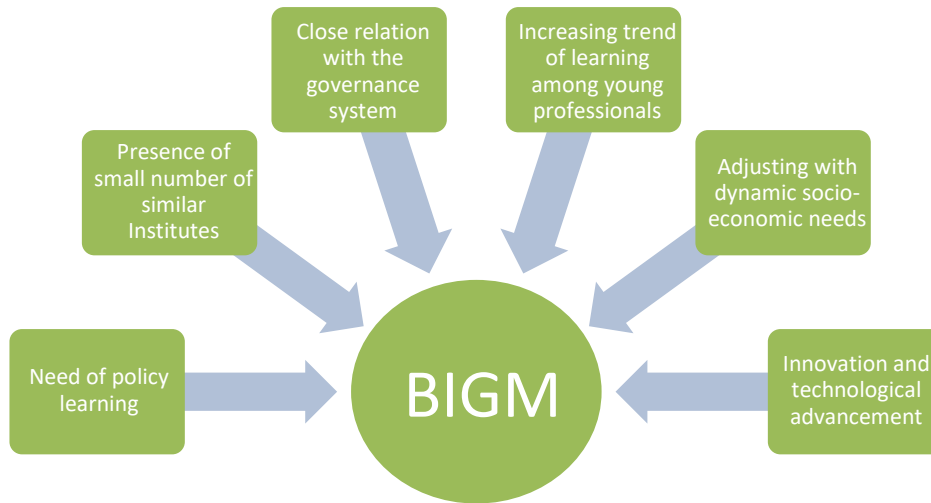 Close relation
with the
governance
system
Increasing trend
of learning
among young
professionals
Presence of
small number of
similar
Institutes
Adjusting with
dynamic socio-
economic needs
Need of policy
learning
BIGM
Innovation and
technological
advancement